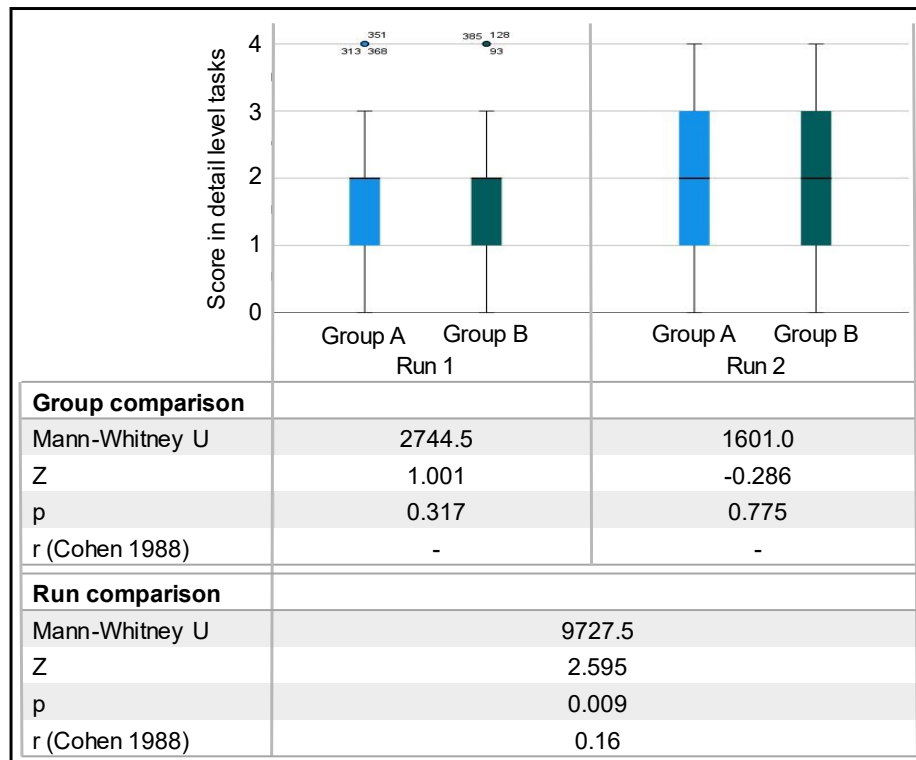 Score in detail level tasks
4
3
2
1
0
351
313 368
385 128
93
Group A Group B Group A Group B
Run 1 Run 2
Group comparison
Mann-Whitney U 2744.5 1601.0
Z 1.001 -0.286
p 0.317 0.775
r (Cohen 1988) - -
Run comparison
Mann-Whitney U 9727.5
Z 2.595
p 0.009
r (Cohen 1988) 0.16